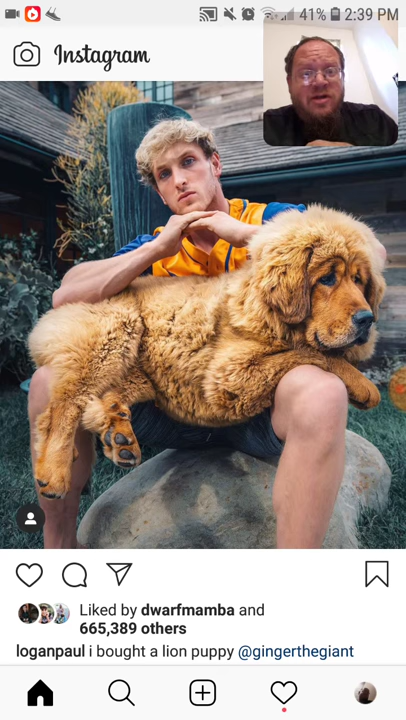 41% 2:39 PM
Instagram
Liked by dwarfmamba and
665,389 others
loganpaul i bought a lion puppy @gingerthegiant